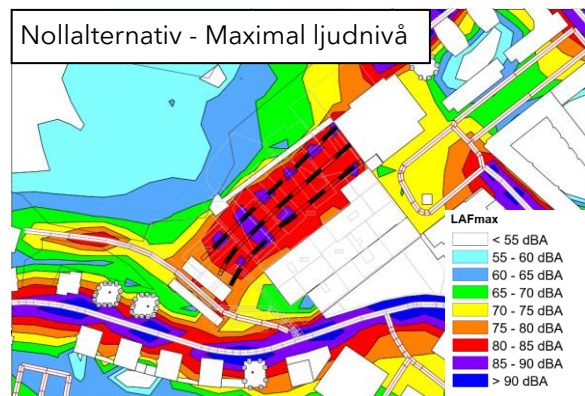 Nollalternativ - Maximal ljudnivå
LAFmax
< 55 dBA
55 - 60 dBA
60 - 65 dBA
65 - 70 dBA
70 - 75 dBA
75 - 80 dBA
80 - 85 dBA
85 - 90 dBA
> 90 dBA